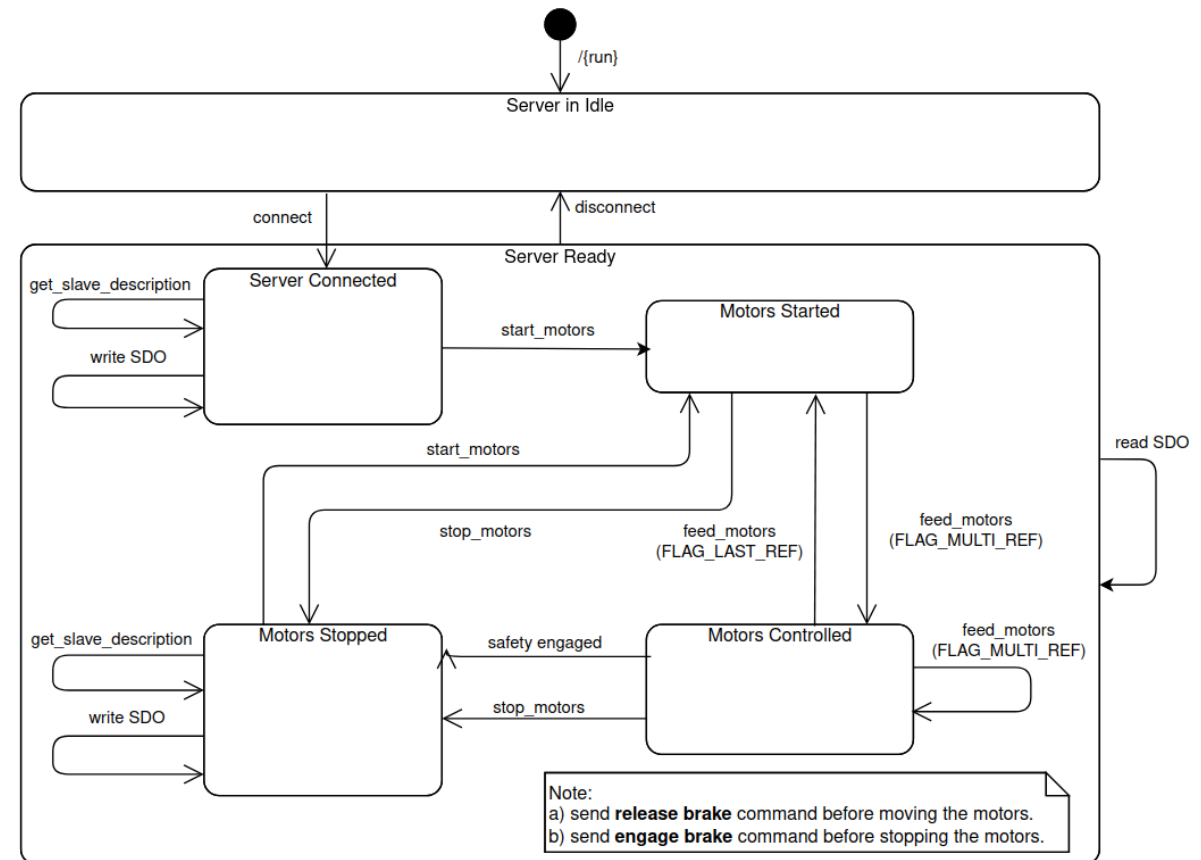 /{run}
Server in Idle
connect
disconnect
Server Ready
get_slave_description
Server Connected
write SDO
start_motors
Motors Started
start_motors
stop_motors
feed_motors
(FLAG_LAST_REF)
feed_motors
(FLAG_MULTI_REF)
read SDO
get_slave_description
Motors Stopped
write SDO
safety engaged
stop_motors
Motors Controlled
feed_motors
(FLAG_MULTI_REF)
Note:
a) send release brake command before moving the motors.
b) send engage brake command before stopping the motors.